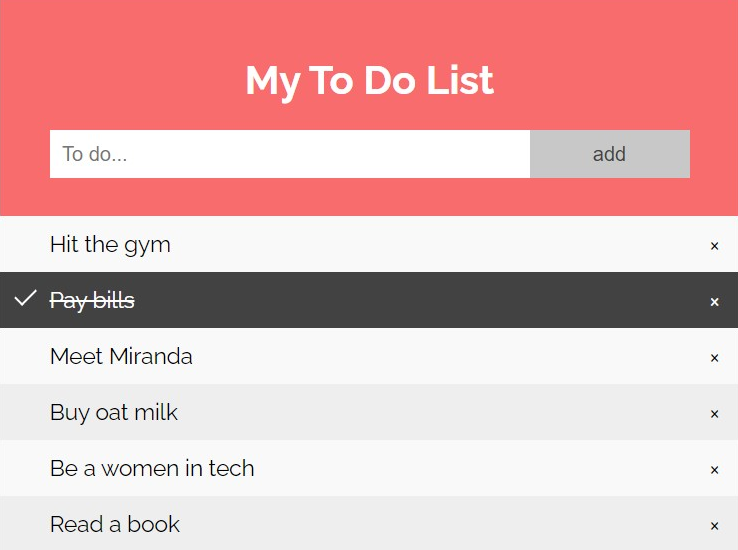 My To Do List
To do...
add
Hit the gym ×
Pay bills ×
Meet Miranda ×
Buy oat milk ×
Be a women in tech ×
Read a book ×